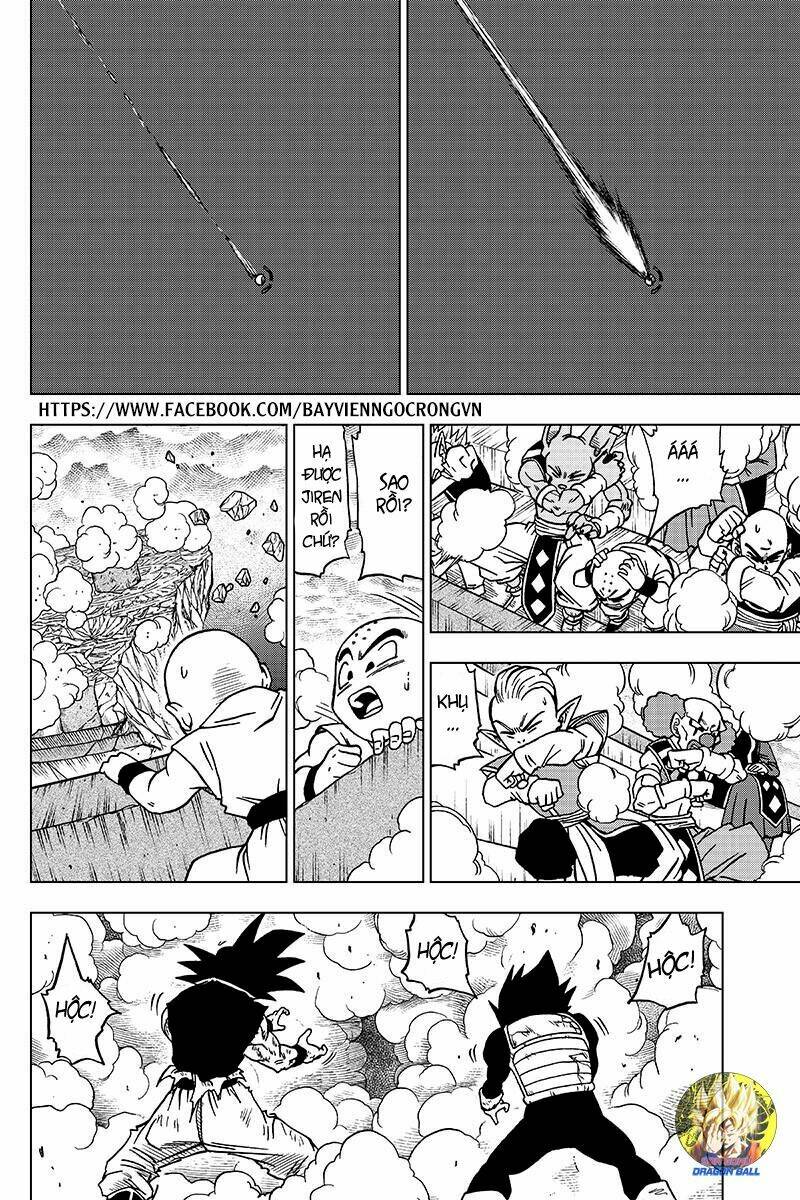 HTTPS://WWW.FACEBOOK.COM/BAYVIENNGOCRONGVN
ÁÁÁ
...
SAO
RỒI?
HẠ
ĐƯỢC
JIREN
RỒI
CHỨ?
KHỤ
...
HỘC!
HỘC!
HỘC!
HỘC!
DRAGON BALL